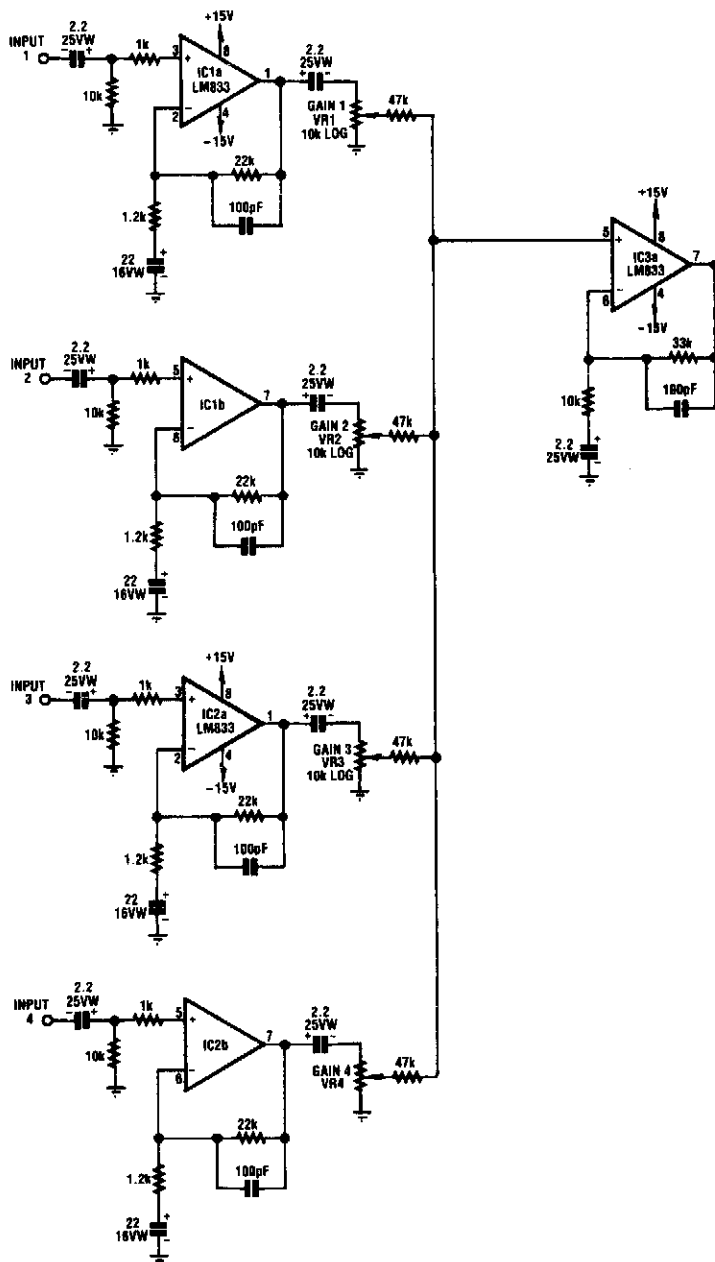 INPUT
1
2.2
25VW
- +
10k
1k
3
+
+15V
8
IC1a
LM833
1
2
-
4
-15V
22k
100pF
1.2k
22
16VW
+
-
2.2
25VW
+ -
GAIN 1
VR1
10k LOG
47k
INPUT
2
2.2
25VW
- +
10k
1k
5
+
IC1b
7
6
-
22k
100pF
1.2k
22
16VW
+
-
2.2
25VW
+ -
GAIN 2
VR2
10k LOG
47k
+15V
5
+
8
IC3a
LM833
7
6
-
4
-15V
33k
10k
2.2
25VW
+
-
INPUT
3
2.2
25VW
- +
10k
1k
3
+
+15V
8
IC2a
LM833
1
2
-
4
-15V
22k
100pF
1.2k
22
16VW
+
-
2.2
25VW
+ -
GAIN 3
VR3
10k LOG
47k
INPUT
4
2.2
25VW
- +
10k
1k
5
+
IC2b
7
6
-
22k
100pF
1.2k
22
16VW
+
-
2.2
25VW
+ -
GAIN 4
VR4
47k